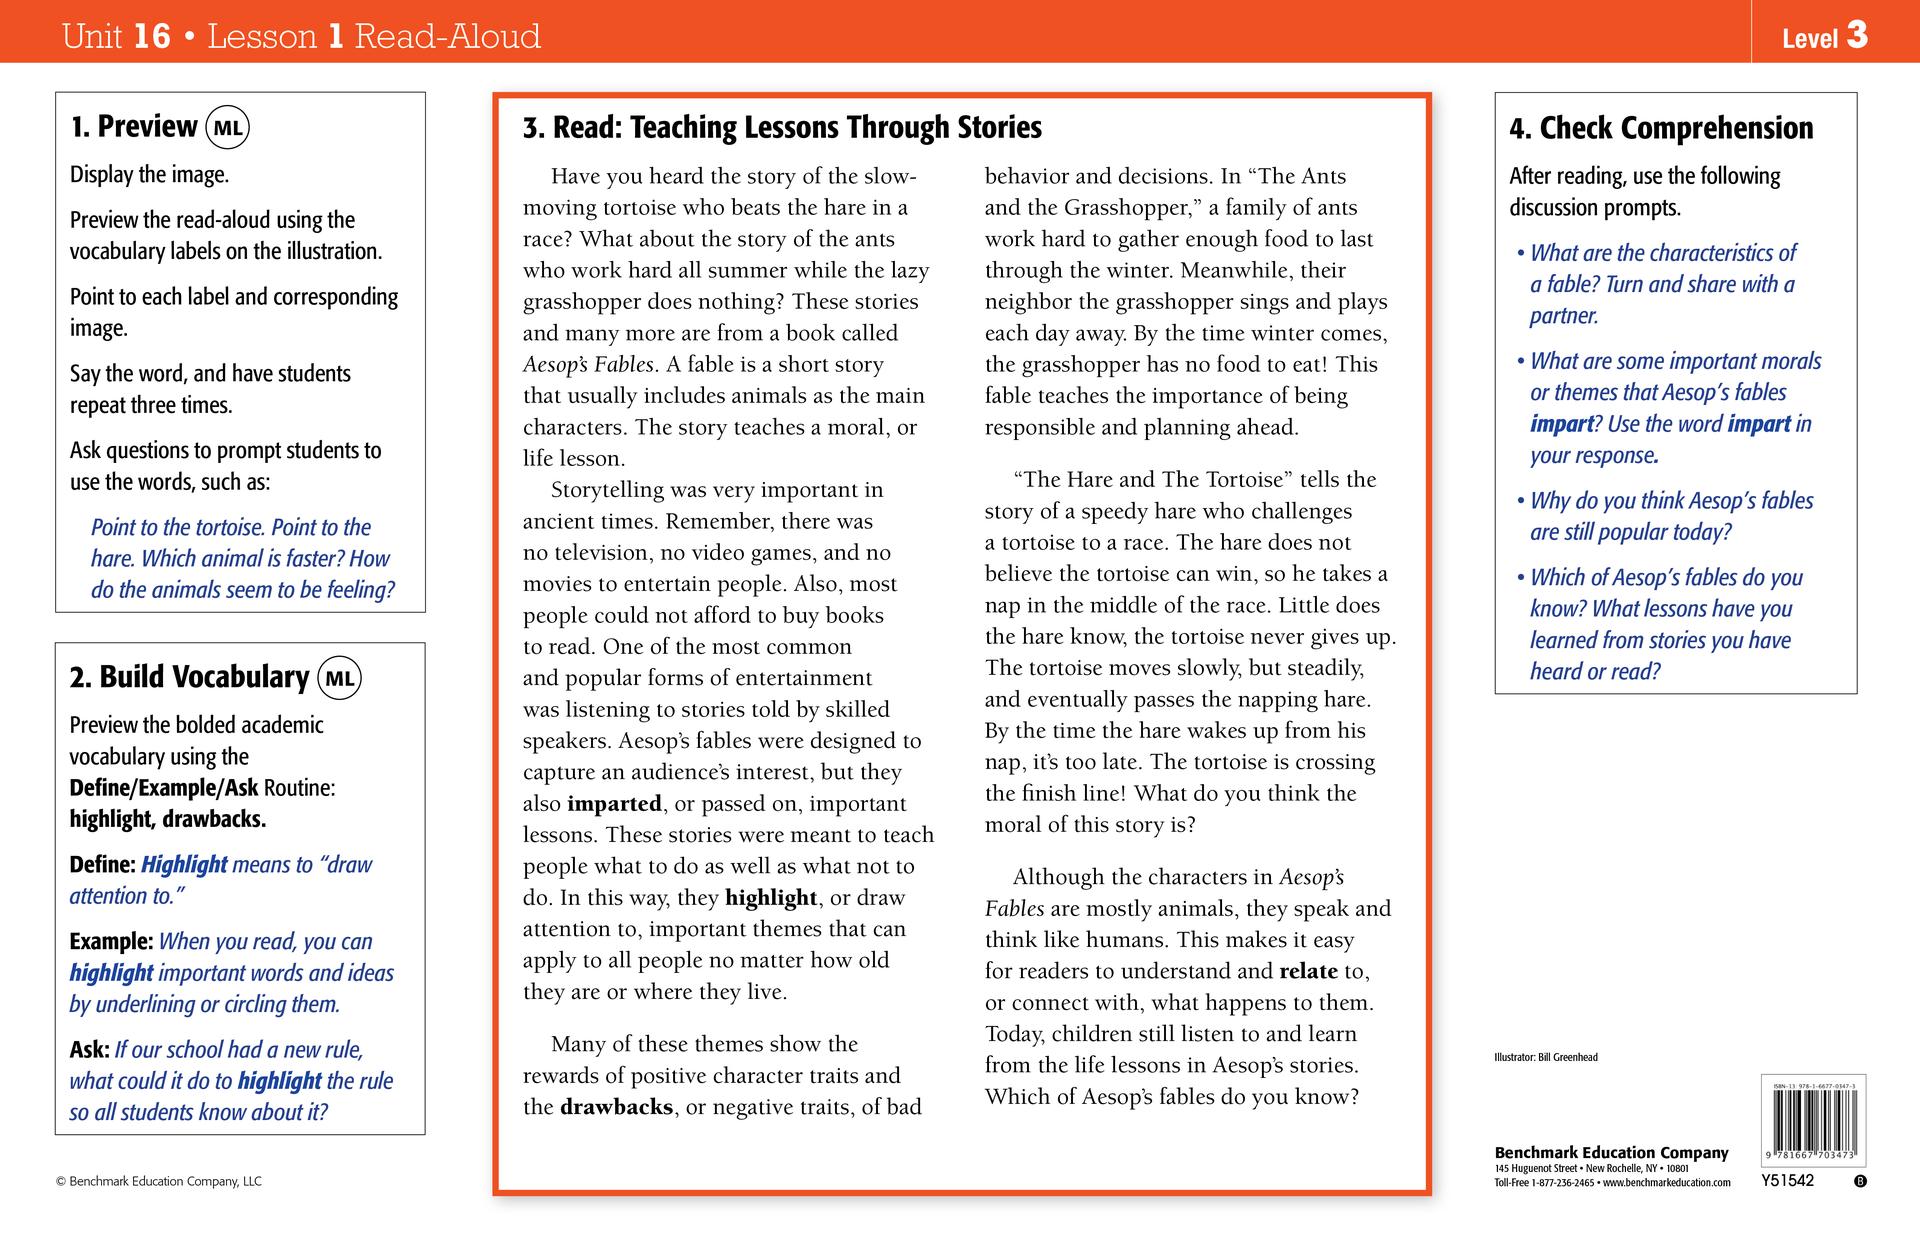 Unit 16 • Lesson 1 Read-Aloud
Level 3
1. Preview ML
Display the image.
Preview the read-aloud using the
vocabulary labels on the illustration.
Point to each label and corresponding
image.
Say the word, and have students
repeat three times.
Ask questions to prompt students to
use the words, such as:
Point to the tortoise. Point to the
hare. Which animal is faster? How
do the animals seem to be feeling?
2. Build Vocabulary ML
Preview the bolded academic
vocabulary using the
Define/Example/Ask Routine:
highlight, drawbacks.
Define: Highlight means to “draw
attention to.”
Example: When you read, you can
highlight important words and ideas
by underlining or circling them.
Ask: If our school had a new rule,
what could it do to highlight the rule
so all students know about it?
© Benchmark Education Company, LLC
3. Read: Teaching Lessons Through Stories
Have you heard the story of the slow-
moving tortoise who beats the hare in a
race? What about the story of the ants
who work hard all summer while the lazy
grasshopper does nothing? These stories
and many more are from a book called
Aesop’s Fables. A fable is a short story
that usually includes animals as the main
characters. The story teaches a moral, or
life lesson.
Storytelling was very important in
ancient times. Remember, there was
no television, no video games, and no
movies to entertain people. Also, most
people could not afford to buy books
to read. One of the most common
and popular forms of entertainment
was listening to stories told by skilled
speakers. Aesop’s fables were designed to
capture an audience’s interest, but they
also imparted, or passed on, important
lessons. These stories were meant to teach
people what to do as well as what not to
do. In this way, they highlight, or draw
attention to, important themes that can
apply to all people no matter how old
they are or where they live.
Many of these themes show the
rewards of positive character traits and
the drawbacks, or negative traits, of bad
behavior and decisions. In “The Ants
and the Grasshopper,” a family of ants
work hard to gather enough food to last
through the winter. Meanwhile, their
neighbor the grasshopper sings and plays
each day away. By the time winter comes,
the grasshopper has no food to eat! This
fable teaches the importance of being
responsible and planning ahead.
“The Hare and The Tortoise” tells the
story of a speedy hare who challenges
a tortoise to a race. The hare does not
believe the tortoise can win, so he takes a
nap in the middle of the race. Little does
the hare know, the tortoise never gives up.
The tortoise moves slowly, but steadily,
and eventually passes the napping hare.
By the time the hare wakes up from his
nap, it’s too late. The tortoise is crossing
the finish line! What do you think the
moral of this story is?
Although the characters in Aesop’s
Fables are mostly animals, they speak and
think like humans. This makes it easy
for readers to understand and relate to,
or connect with, what happens to them.
Today, children still listen to and learn
from the life lessons in Aesop’s stories.
Which of Aesop’s fables do you know?
4. Check Comprehension
After reading, use the following
discussion prompts.
• What are the characteristics of
a fable? Turn and share with a
partner.
• What are some important morals
or themes that Aesop’s fables
impart? Use the word impart in
your response.
• Why do you think Aesop’s fables
are still popular today?
• Which of Aesop’s fables do you
know? What lessons have you
learned from stories you have
heard or read?
Illustrator: Bill Greenhead
Benchmark Education Company
145 Huguenot Street • New Rochelle, NY • 10801
Toll-Free 1-877-236-2465 • www.benchmarkeducation.com
ISBN-13 978-1-6677-0347-3
9 781667 703473
Y51542
B